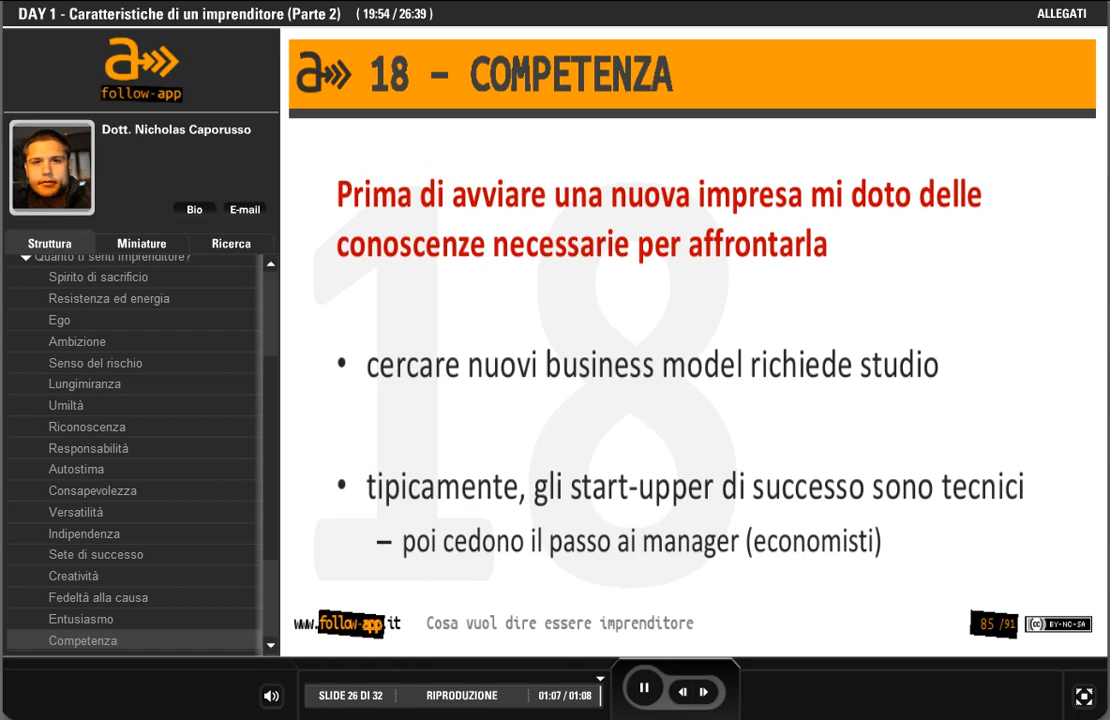 DAY 1 - Caratteristiche di un imprenditore (Parte 2) ( 19:54 / 26:39 )
ALLEGATI
a
follow-app
Dott. Nicholas Caporusso
Bio
E-mail
Struttura
Miniature
Ricerca
Quanto ti senti imprenditore?
Spirito di sacrificio
Resistenza ed energia
Ego
Ambizione
Senso del rischio
Lungimiranza
Umiltà
Riconoscenza
Responsabilità
Autostima
Consapevolezza
Versatilità
Indipendenza
Sete di successo
Creatività
Fedeltà alla causa
Entusiasmo
Competenza
a 18 - COMPETENZA
18
Prima di avviare una nuova impresa mi doto delle
conoscenze necessarie per affrontarla
• cercare nuovi business model richiede studio
• tipicamente, gli start-upper di successo sono tecnici
– poi cedono il passo ai manager (economisti)
www.follow-app.it
Cosa vuol dire essere imprenditore
85 /91
(cc) BY-NC-SA
SLIDE 26 DI 32
RIPRODUZIONE
01:07 / 01:08